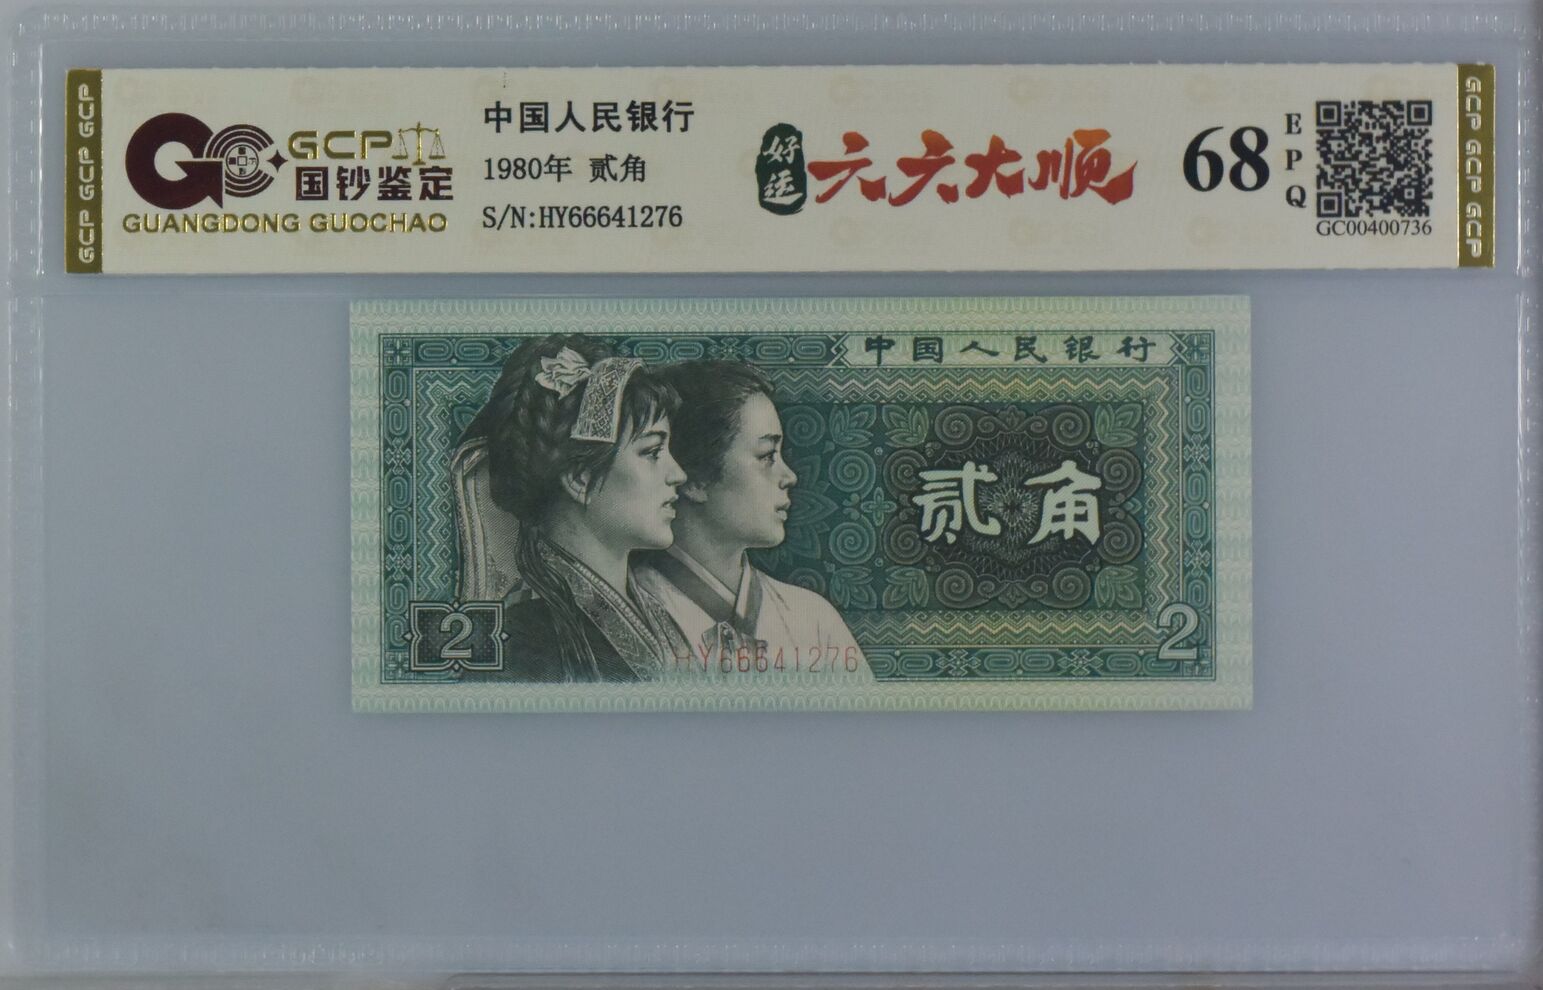 GCP GCP GCP
GCP
国钞鉴定
GUANGDONG GUOCHAO
中国人民银行
1980年 贰角
S/N:HY66641276
好运
六六大顺
68
EPQ
GC00400736
GCP GCP GCP
中国人民银行
贰角
2
2
HY66641276